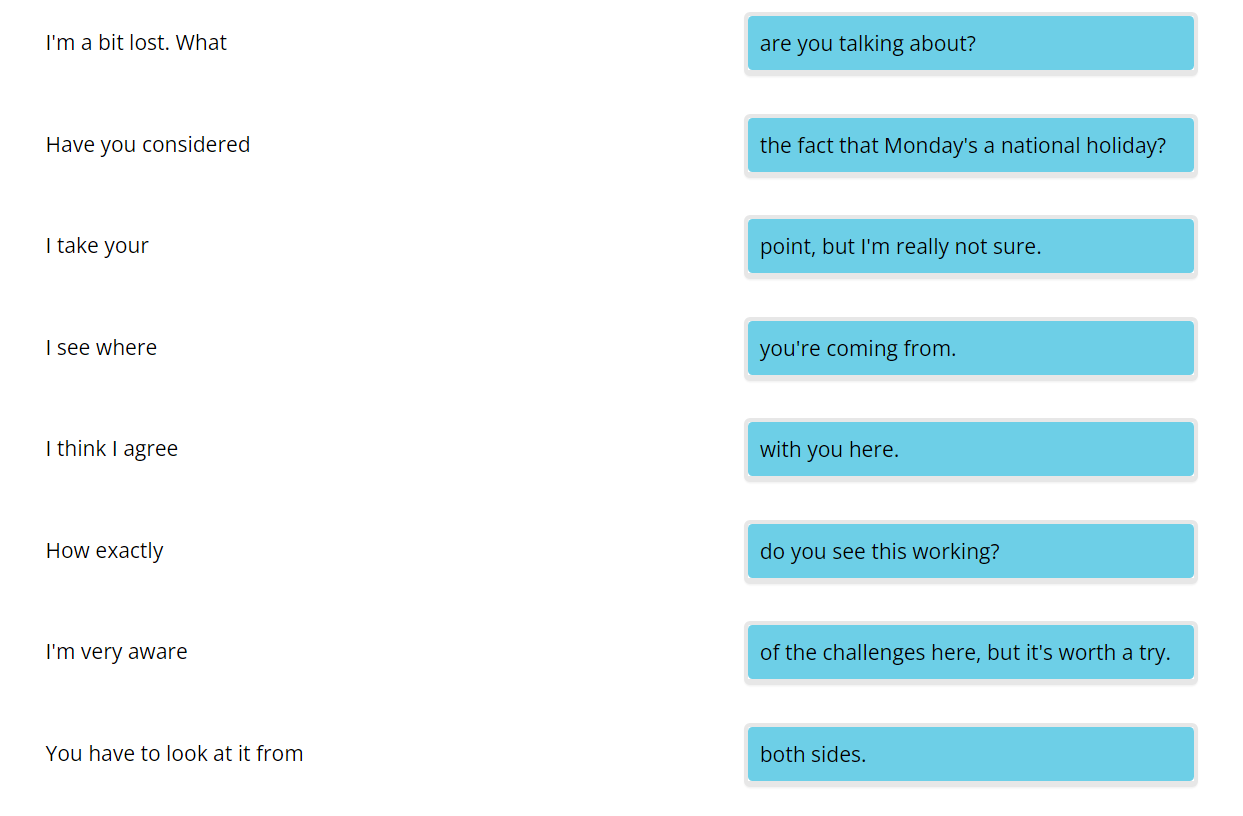 I'm a bit lost. What are you talking about?
Have you considered the fact that Monday's a national holiday?
I take your point, but I'm really not sure.
I see where you're coming from.
I think I agree with you here.
How exactly do you see this working?
I'm very aware of the challenges here, but it's worth a try.
You have to look at it from both sides.